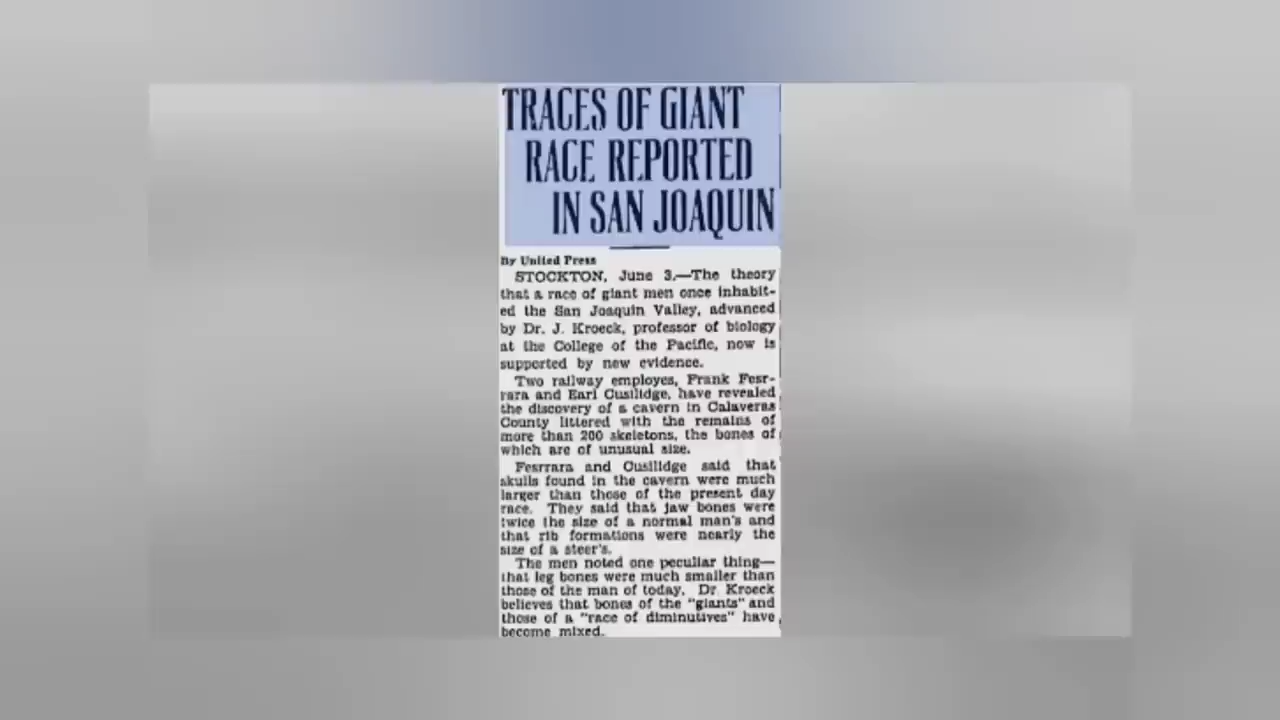 TRACES OF GIANT
RACE REPORTED
IN SAN JOAQUIN
By United Press
STOCKTON, June 3.—The theory
that a race of giant men once inhabit-
ed the San Joaquin Valley, advanced
by Dr. J. Kroeck, professor of biology
at the College of the Pacific, now is
supported by new evidence.
Two railway employes, Frank Fesr-
rara and Earl Cusilidge, have revealed
the discovery of a cavern in Calaveras
County littered with the remains of
more than 200 skeletons, the bones of
which are of unusual size.
Fesrrara and Cusilidge said that
skulls found in the cavern were much
larger than those of the present day
race. They said that jaw bones were
twice the size of a normal man's and
that rib formations were nearly the
size of a steer's.
The men noted one peculiar thing—
that leg bones were much smaller than
those of the man of today. Dr. Kroeck
believes that bones of the "giants" and
those of a "race of diminutives" have
become mixed.